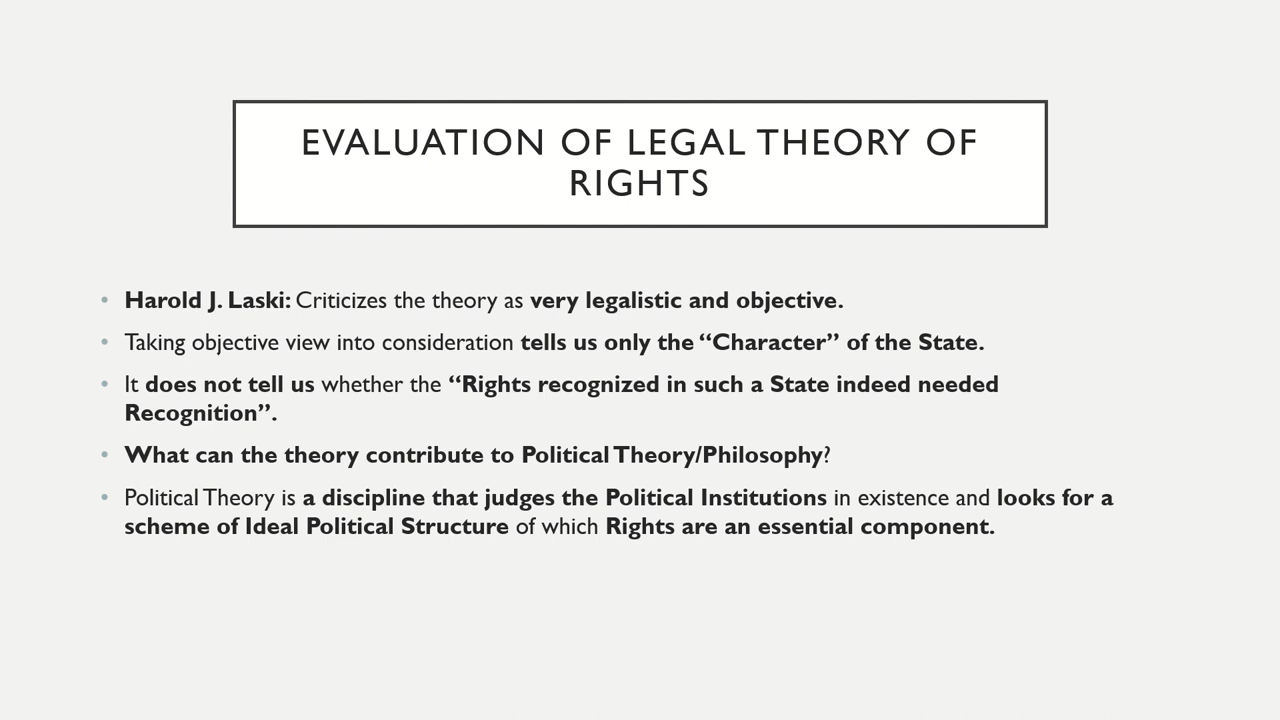 EVALUATION OF LEGAL THEORY OF
RIGHTS
• Harold J. Laski: Criticizes the theory as very legalistic and objective.
• Taking objective view into consideration tells us only the “Character” of the State.
• It does not tell us whether the “Rights recognized in such a State indeed needed
Recognition”.
• What can the theory contribute to Political Theory/Philosophy?
• Political Theory is a discipline that judges the Political Institutions in existence and looks for a
scheme of Ideal Political Structure of which Rights are an essential component.